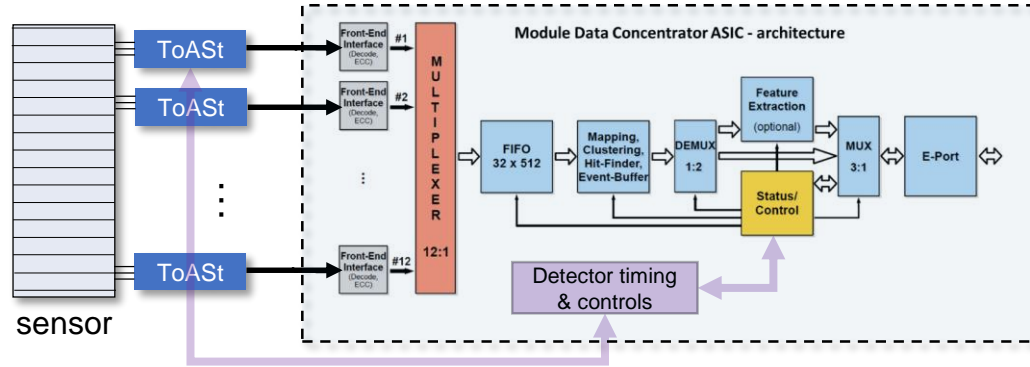 Module Data Concentrator ASIC - architecture
sensor
ToASt
ToASt
⋮
ToASt
Front-End
Interface
(Decode,
ECC)
#1
Front-End
Interface
(Decode,
ECC)
#2
...
Front-End
Interface
(Decode,
ECC)
#12
MULTIPLEXER
12:1
FIFO
32 x 512
Mapping,
Clustering,
Hit-Finder,
Event-Buffer
DEMUX
1:2
Feature
Extraction
(optional)
Status/
Control
MUX
3:1
E-Port
Detector timing
& controls